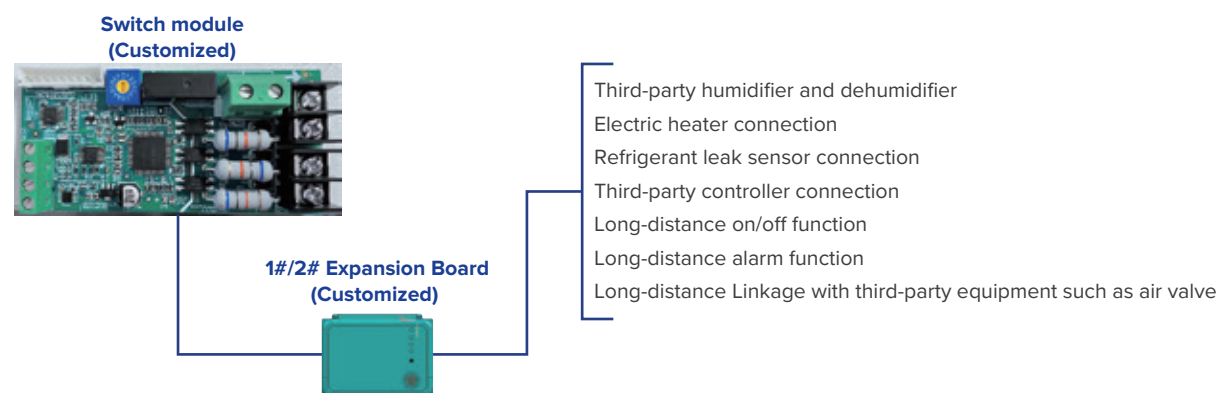 Switch module
(Customized)
Third-party humidifier and dehumidifier
Electric heater connection
Refrigerant leak sensor connection
Third-party controller connection
Long-distance on/off function
Long-distance alarm function
Long-distance Linkage with third-party equipment such as air valve
1#/2# Expansion Board
(Customized)